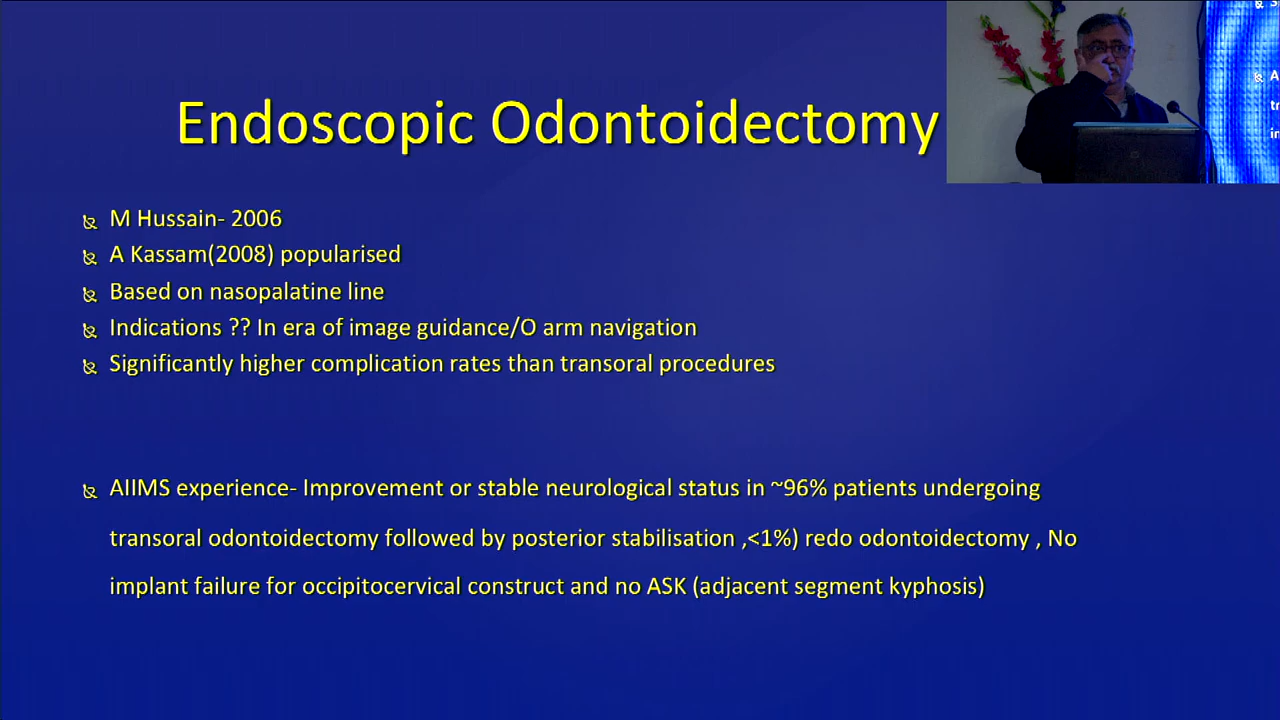 Endoscopic Odontoidectomy
M Hussain- 2006
A Kassam(2008) popularised
Based on nasopalatine line
Indications ?? In era of image guidance/O arm navigation
Significantly higher complication rates than transoral procedures
AIIMS experience- Improvement or stable neurological status in ~96% patients undergoing
transoral odontoidectomy followed by posterior stabilisation ,<1%) redo odontoidectomy , No
implant failure for occipitocervical construct and no ASK (adjacent segment kyphosis)